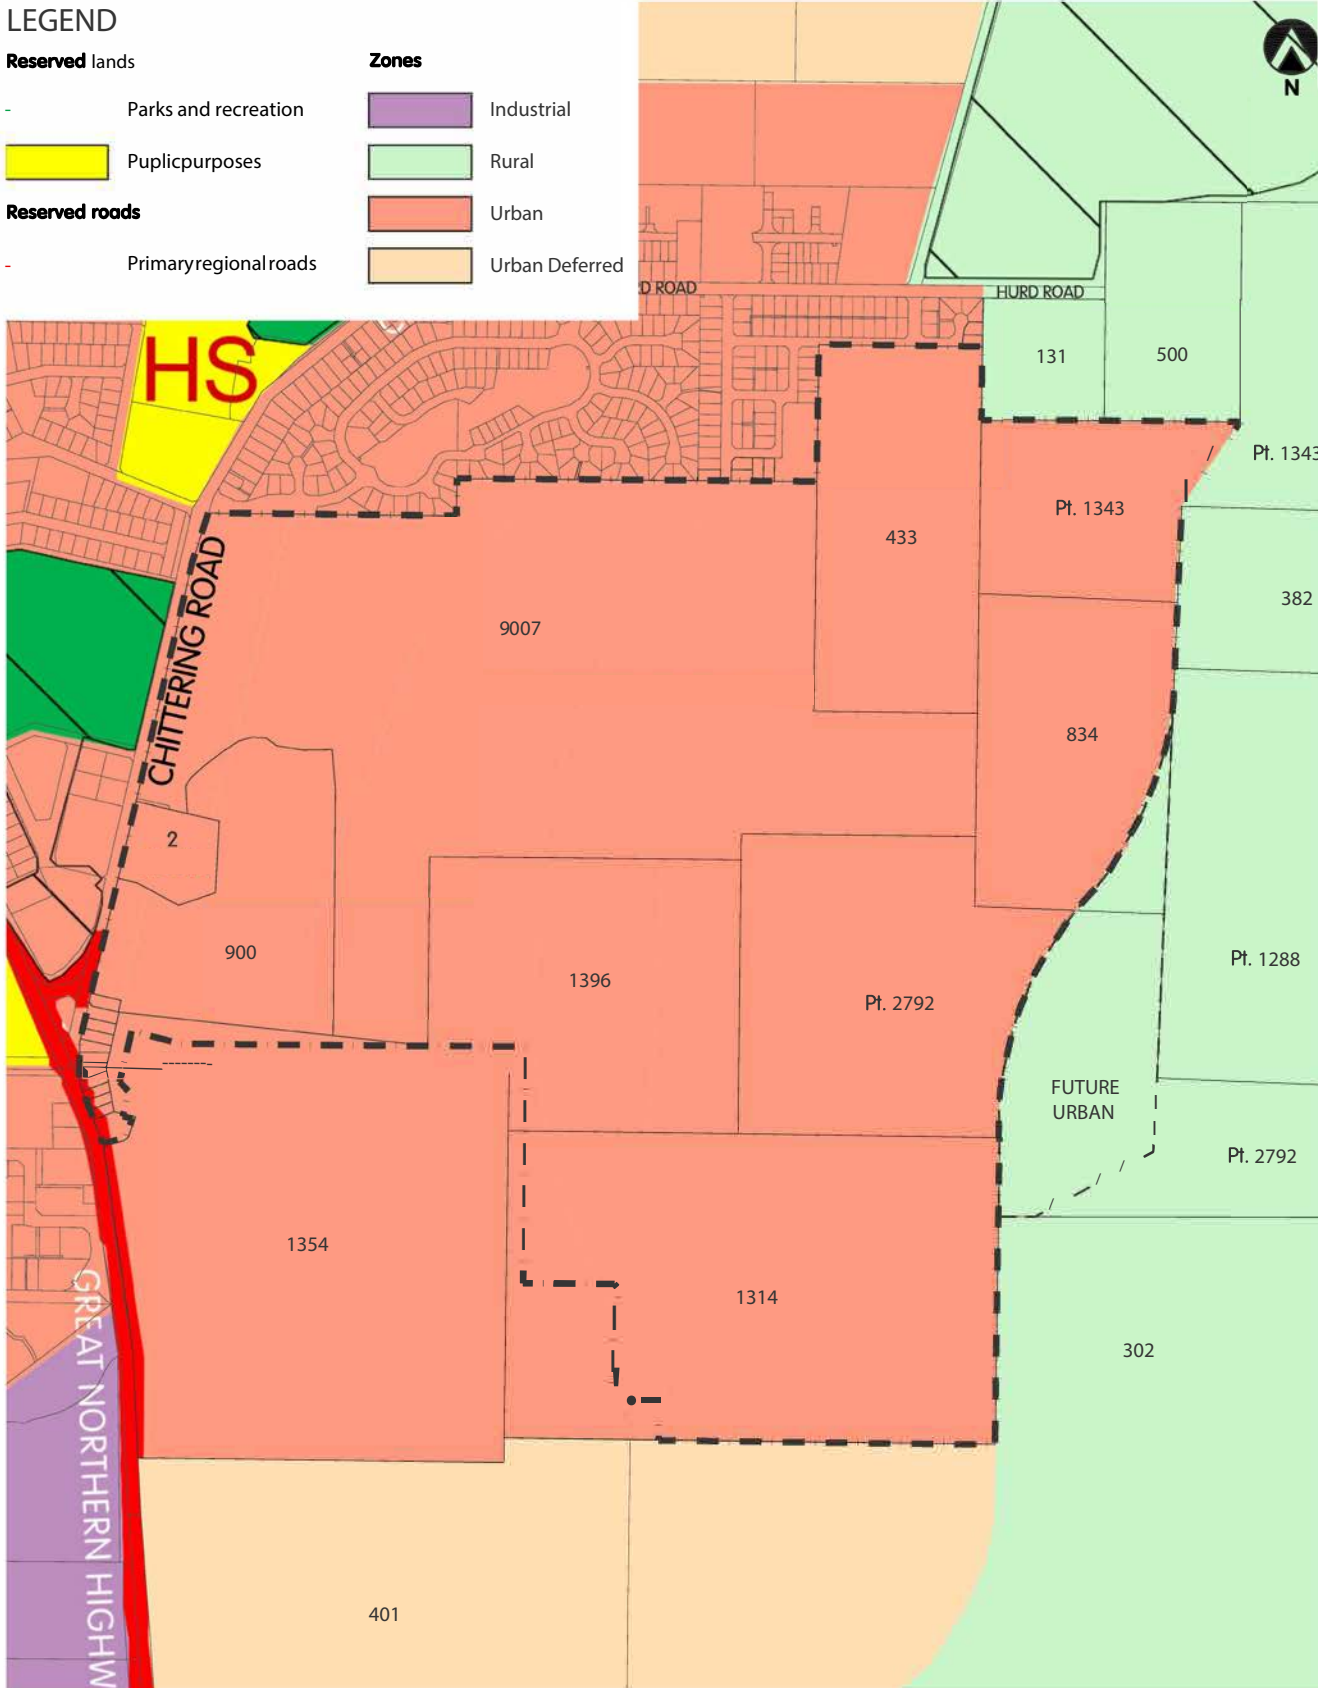 LEGEND
Reserved lands
Zones
Parks and recreation
Industrial
Puplicpurposes
Rural
Reserved roads
Urban
Primaryregionalroads
Urban Deferred
N
D ROAD
HURD ROAD
HS
131
500
Pt. 1343
Pt. 1343
433
CHITTERING ROAD
9007
382
834
2
900
1396
Pt. 2792
Pt. 1288
FUTURE
URBAN
Pt. 2792
1354
1314
302
GREAT NORTHERN HIGHW
401